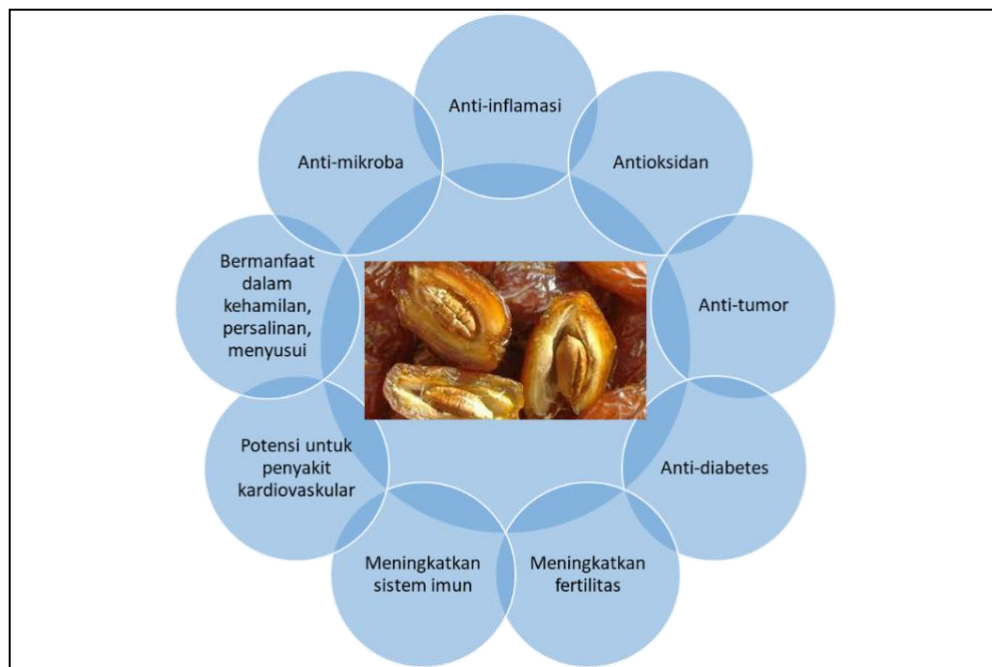 Anti-inflamasi
Antioksidan
Anti-tumor
Anti-diabetes
Meningkatkan
fertilitas
Meningkatkan
sistem imun
Potensi untuk
penyakit
kardiovaskular
Bermanfaat
dalam
kehamilan,
persalinan,
menyusui
Anti-mikroba